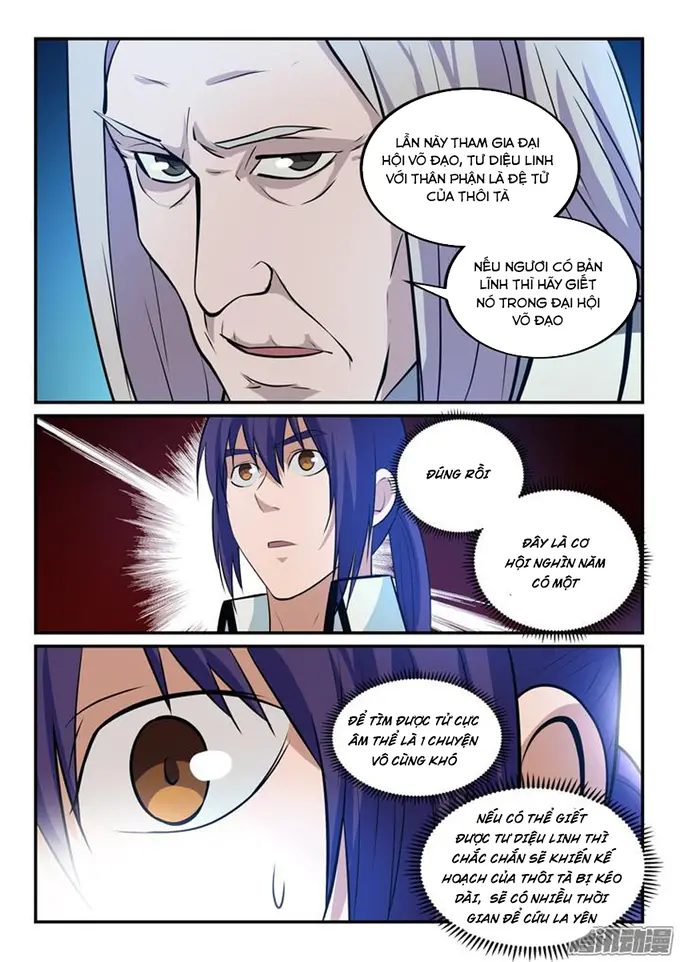 LẦN NÀY THAM GIA ĐẠI
HỘI VÕ ĐẠO, TƯ DIỆU LINH
VỚI THÂN PHẬN LÀ ĐỆ TỬ
CỦA THÔI TÀ
NẾU NGƯƠI CÓ BẢN
LĨNH THÌ HÃY GIẾT
NÓ TRONG ĐẠI HỘI
VÕ ĐẠO
ĐÚNG RỒI
ĐÂY LÀ CƠ
HỘI NGHÌN NĂM
CÓ MỘT
ĐỂ TÌM ĐƯỢC TỬ CỰC
ÂM THỂ LÀ 1 CHUYỆN
VÔ CÙNG KHÓ
NẾU CÓ THỂ GIẾT
ĐƯỢC TƯ DIỆU LINH THÌ
CHẮC CHẮN SẼ KHIẾN KẾ
HOẠCH CỦA THÔI TÀ BỊ KÉO
DÀI, SẼ CÓ NHIỀU THỜI
GIAN ĐỂ CỨU LA YÊN
腾讯动漫